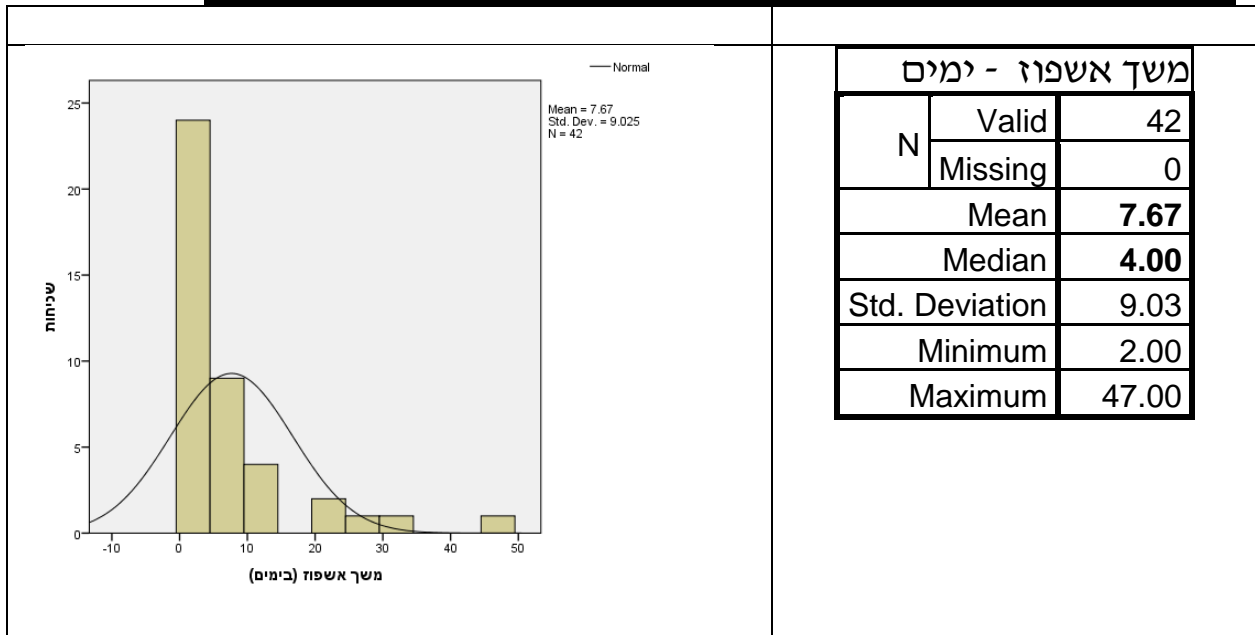 Normal
Mean = 7.67
Std. Dev. = 9.025
N = 42
25
20
15
10
5
0
שכיחות
-10 0 10 20 30 40 50
משך אשפוז (בימים)
משך אשפוז - ימים
N Valid 42
Missing 0
Mean 7.67
Median 4.00
Std. Deviation 9.03
Minimum 2.00
Maximum 47.00